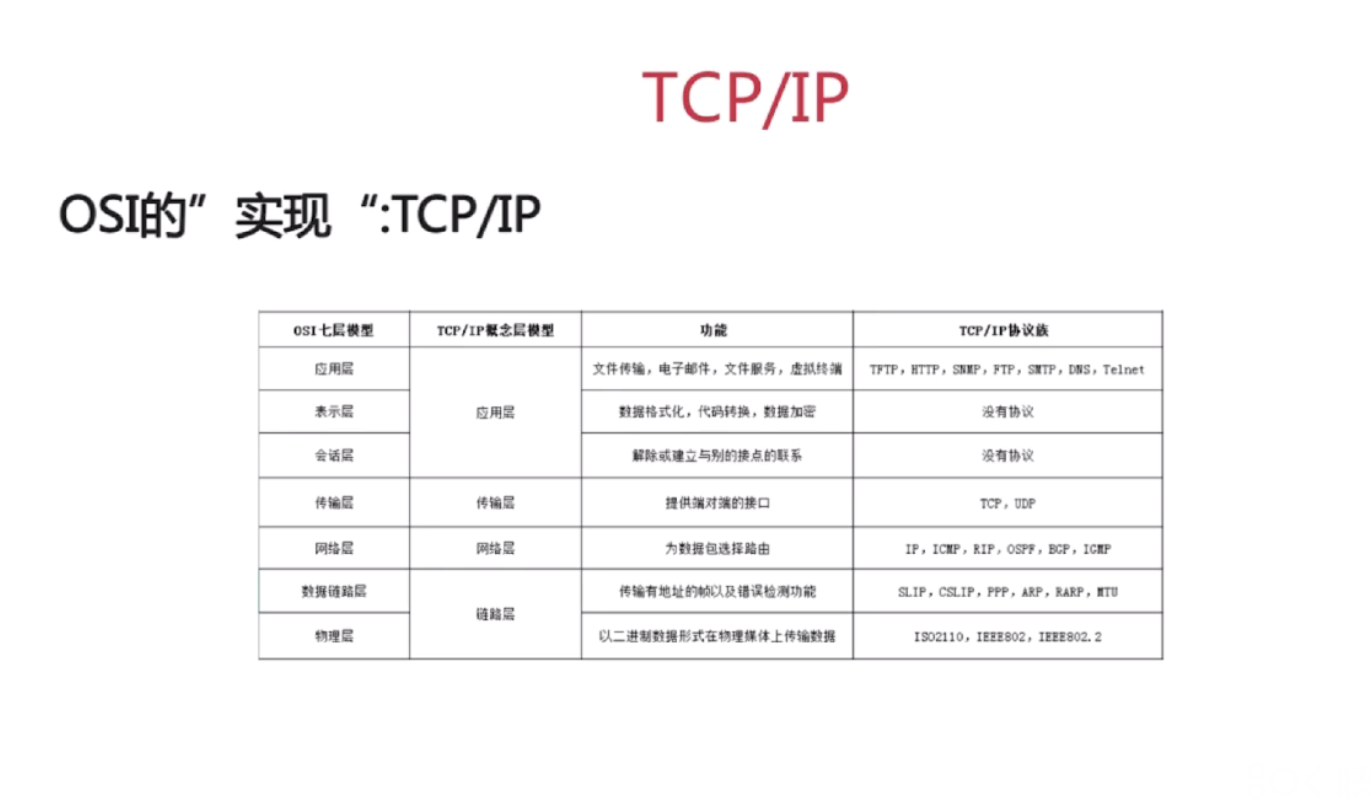 TCP/IP
OSI的”实现“:TCP/IP
OSI七层模型 TCP/IP概念层模型 功能 TCP/IP协议族
应用层 文件传输，电子邮件，文件服务，虚拟终端 TFTP，HTTP，SNMP，FTP，SMTP，DNS，Telnet
表示层 应用层 数据格式化，代码转换，数据加密 没有协议
会话层 解除或建立与别的接点的联系 没有协议
传输层 传输层 提供端对端的接口 TCP，UDP
网络层 网络层 为数据包选择路由 IP，ICMP，RIP，OSPF，BGP，IGMP
数据链路层 传输有地址的帧以及错误检测功能 SLIP，CSLIP，PPP，ARP，RARP，MTU
链路层
物理层 以二进制数据形式在物理媒体上传输数据 ISO2110，IEEE802，IEEE802.2